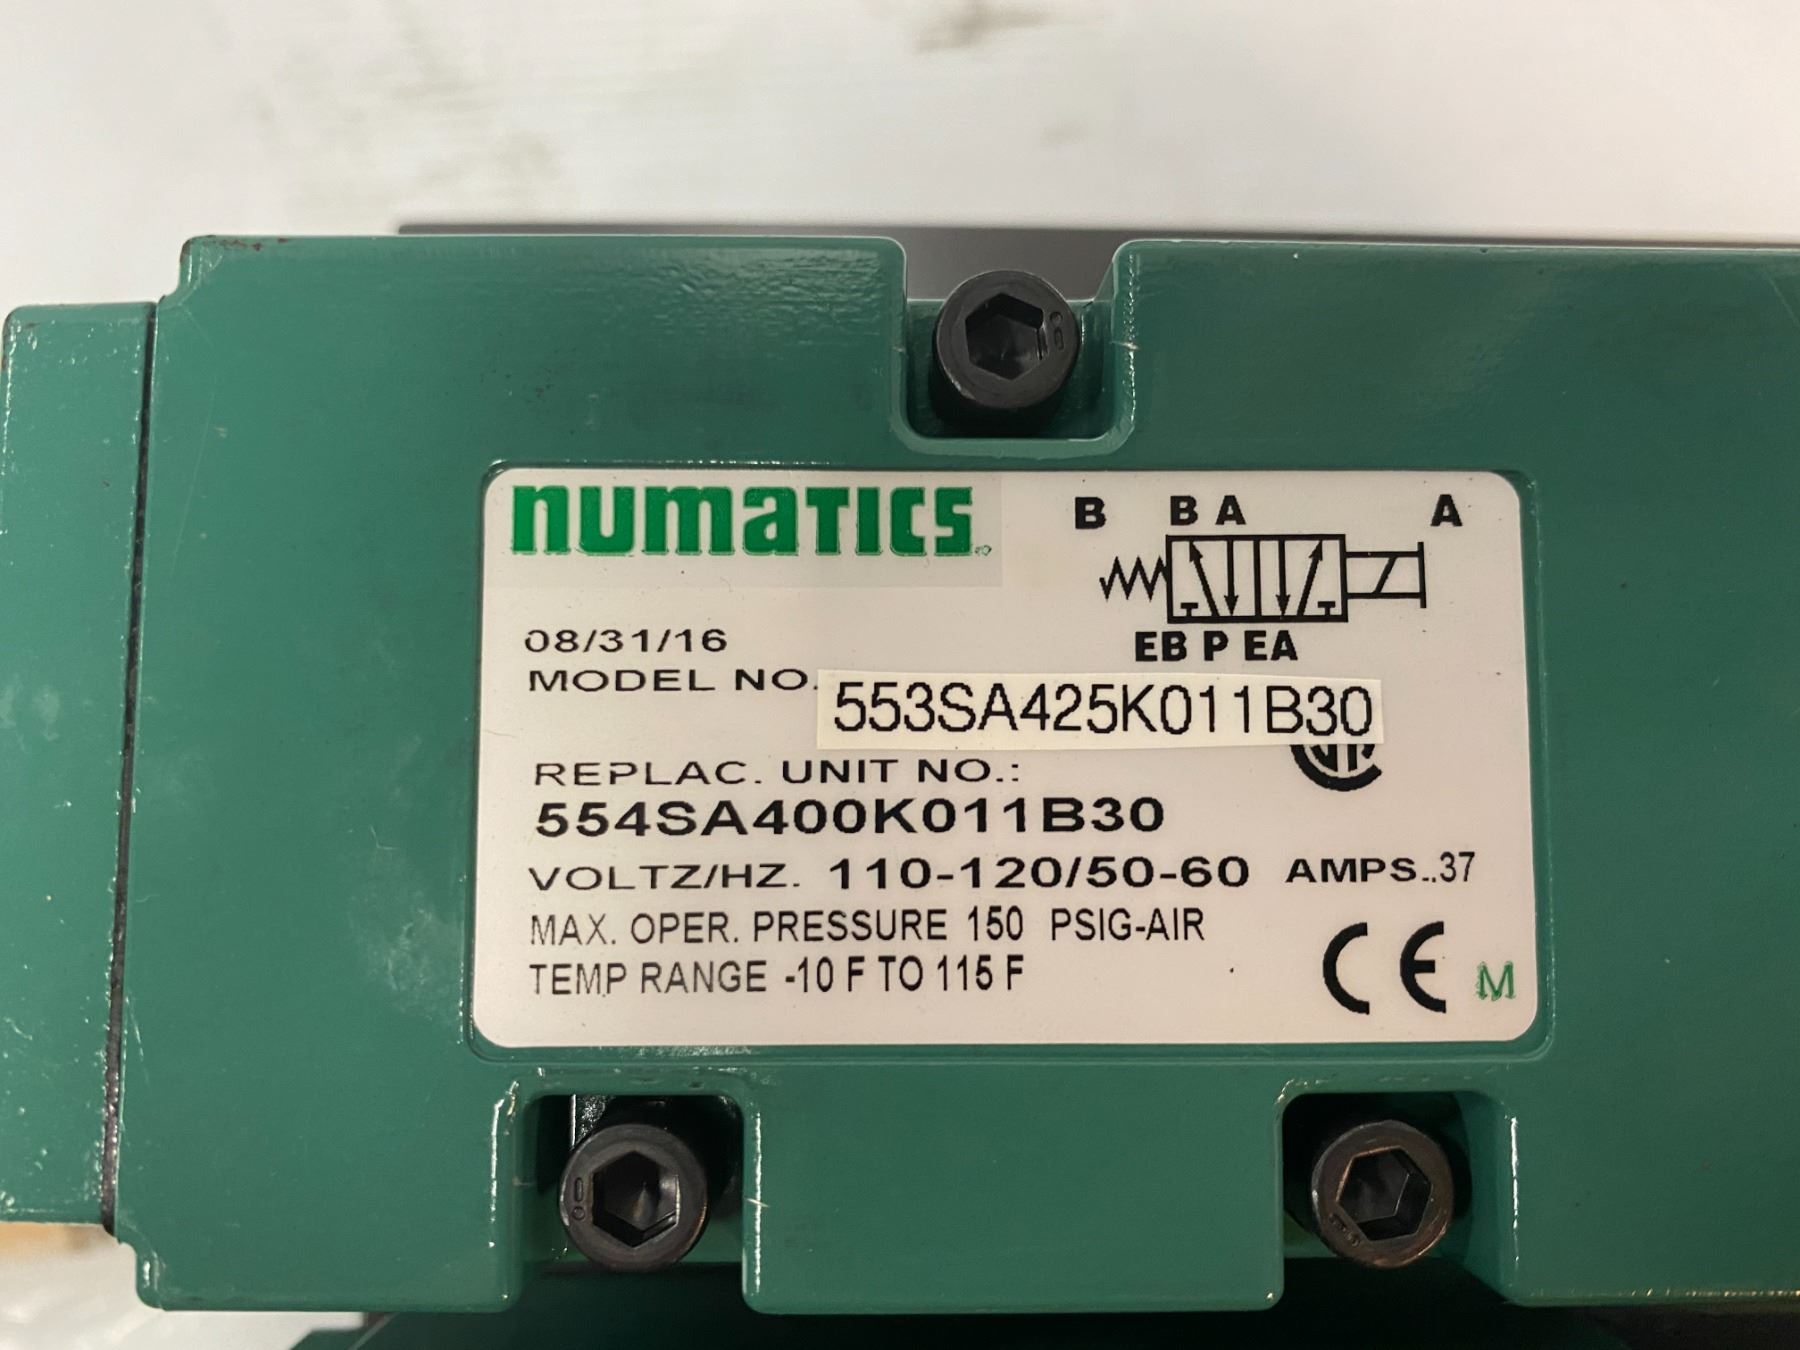 numatics
B B A A
EB P EA
08/31/16
MODEL NO. 553SA425K011B30
REPLAC. UNIT NO.:
554SA400K011B30
VOLTZ/HZ. 110-120/50-60 AMPS..37
MAX. OPER. PRESSURE 150 PSIG-AIR
TEMP RANGE -10 F TO 115 F
CE M